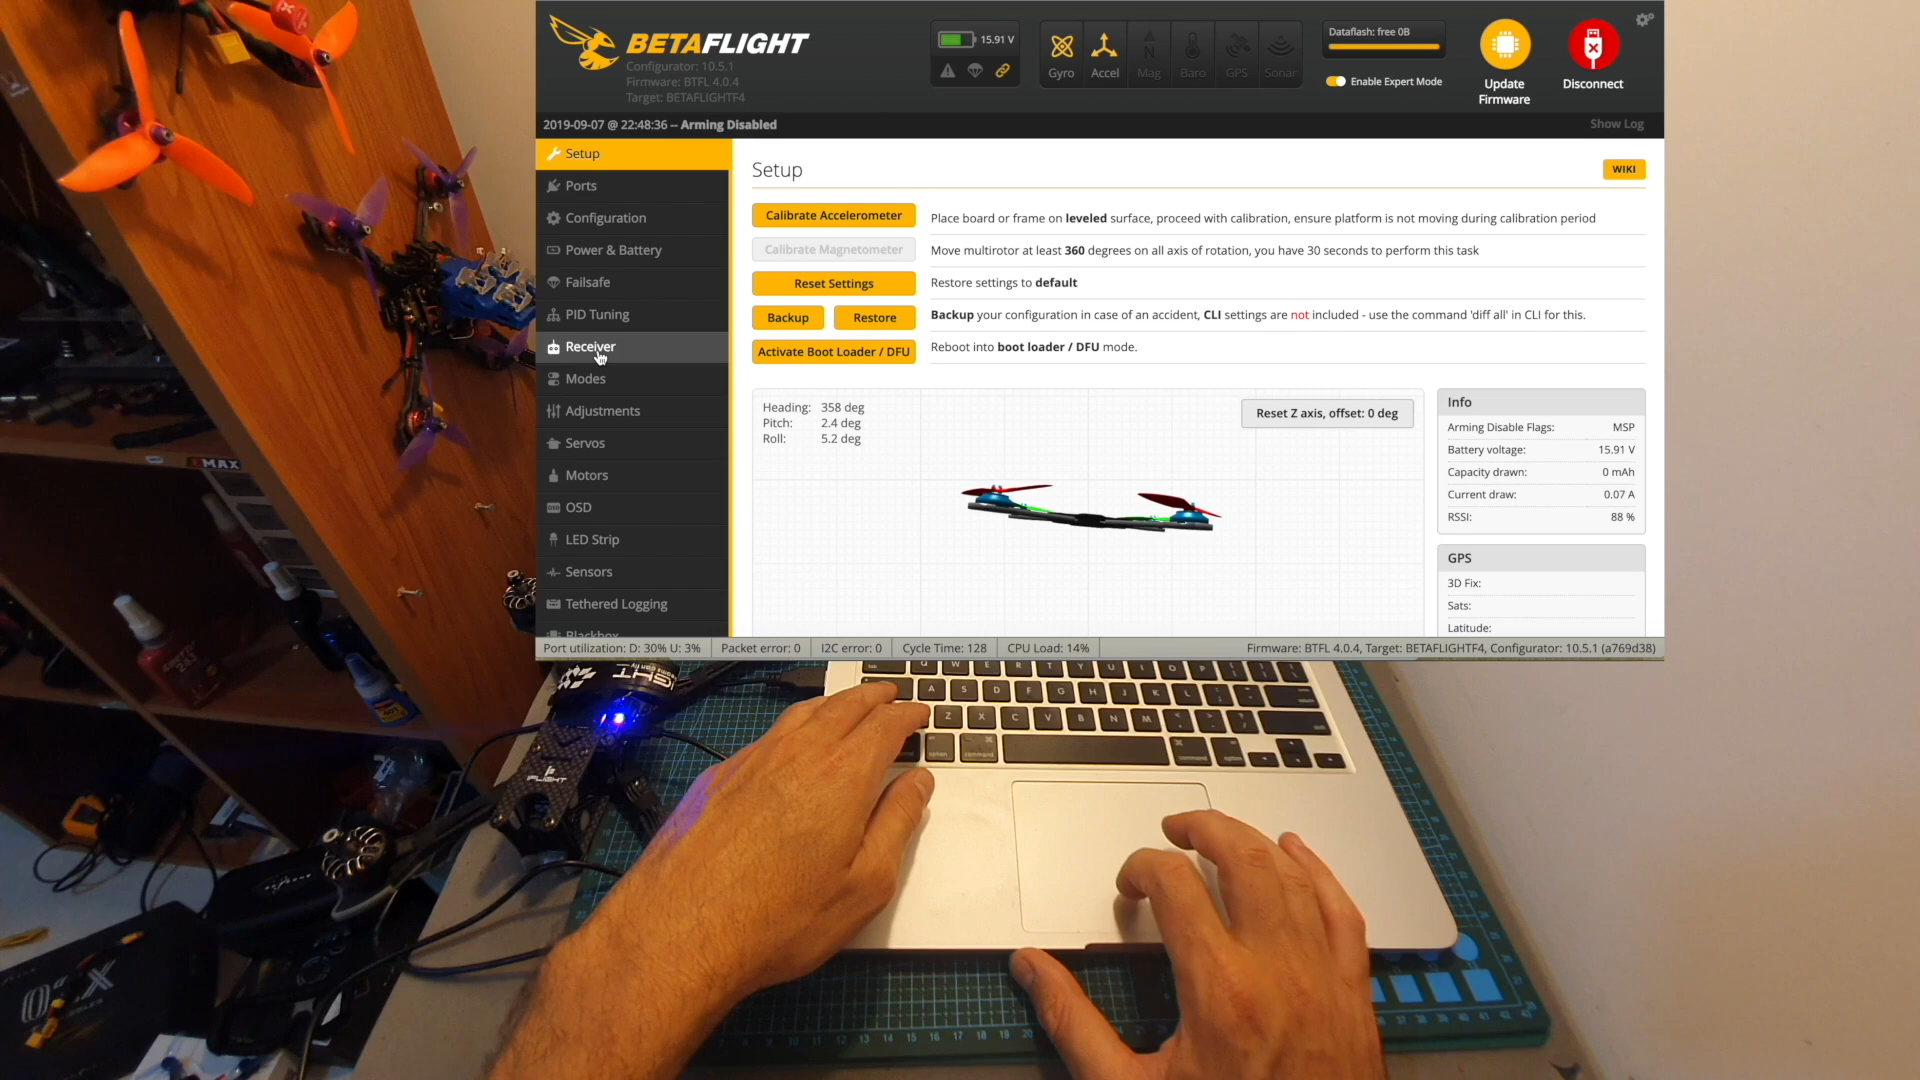 BETAFLIGHT
Configurator: 10.5.1
Firmware: BTFL 4.0.4
Target: BETAFLIGHTF4
15.91 V
Gyro
Accel
Mag
Baro
GPS
Sonar
Dataflash: free 0B
Enable Expert Mode
Update
Firmware
Disconnect
2019-09-07 @ 22:48:36 -- Arming Disabled
Show Log
Setup
Ports
Configuration
Power & Battery
Failsafe
PID Tuning
Receiver
Modes
Adjustments
Servos
Motors
OSD
LED Strip
Sensors
Tethered Logging
Blackbox
Setup
WIKI
Calibrate Accelerometer
Place board or frame on leveled surface, proceed with calibration, ensure platform is not moving during calibration period
Calibrate Magnetometer
Move multirotor at least 360 degrees on all axis of rotation, you have 30 seconds to perform this task
Reset Settings
Restore settings to default
Backup
Restore
Backup your configuration in case of an accident, CLI settings are not included - use the command 'diff all' in CLI for this.
Activate Boot Loader / DFU
Reboot into boot loader / DFU mode.
Heading: 358 deg
Pitch: 2.4 deg
Roll: 5.2 deg
Reset Z axis, offset: 0 deg
Info
Arming Disable Flags: MSP
Battery voltage: 15.91 V
Capacity drawn: 0 mAh
Current draw: 0.07 A
RSSI: 88 %
GPS
3D Fix:
Sats:
Latitude:
Port utilization: D: 30% U: 3%
Packet error: 0
I2C error: 0
Cycle Time: 128
CPU Load: 14%
Firmware: BTFL 4.0.4, Target: BETAFLIGHTF4, Configurator: 10.5.1 (a769d38)
tab Q W E R T Y U I O P
A S D F G H J K L
Z X C V B N M
option command
command option
IFLIGHT